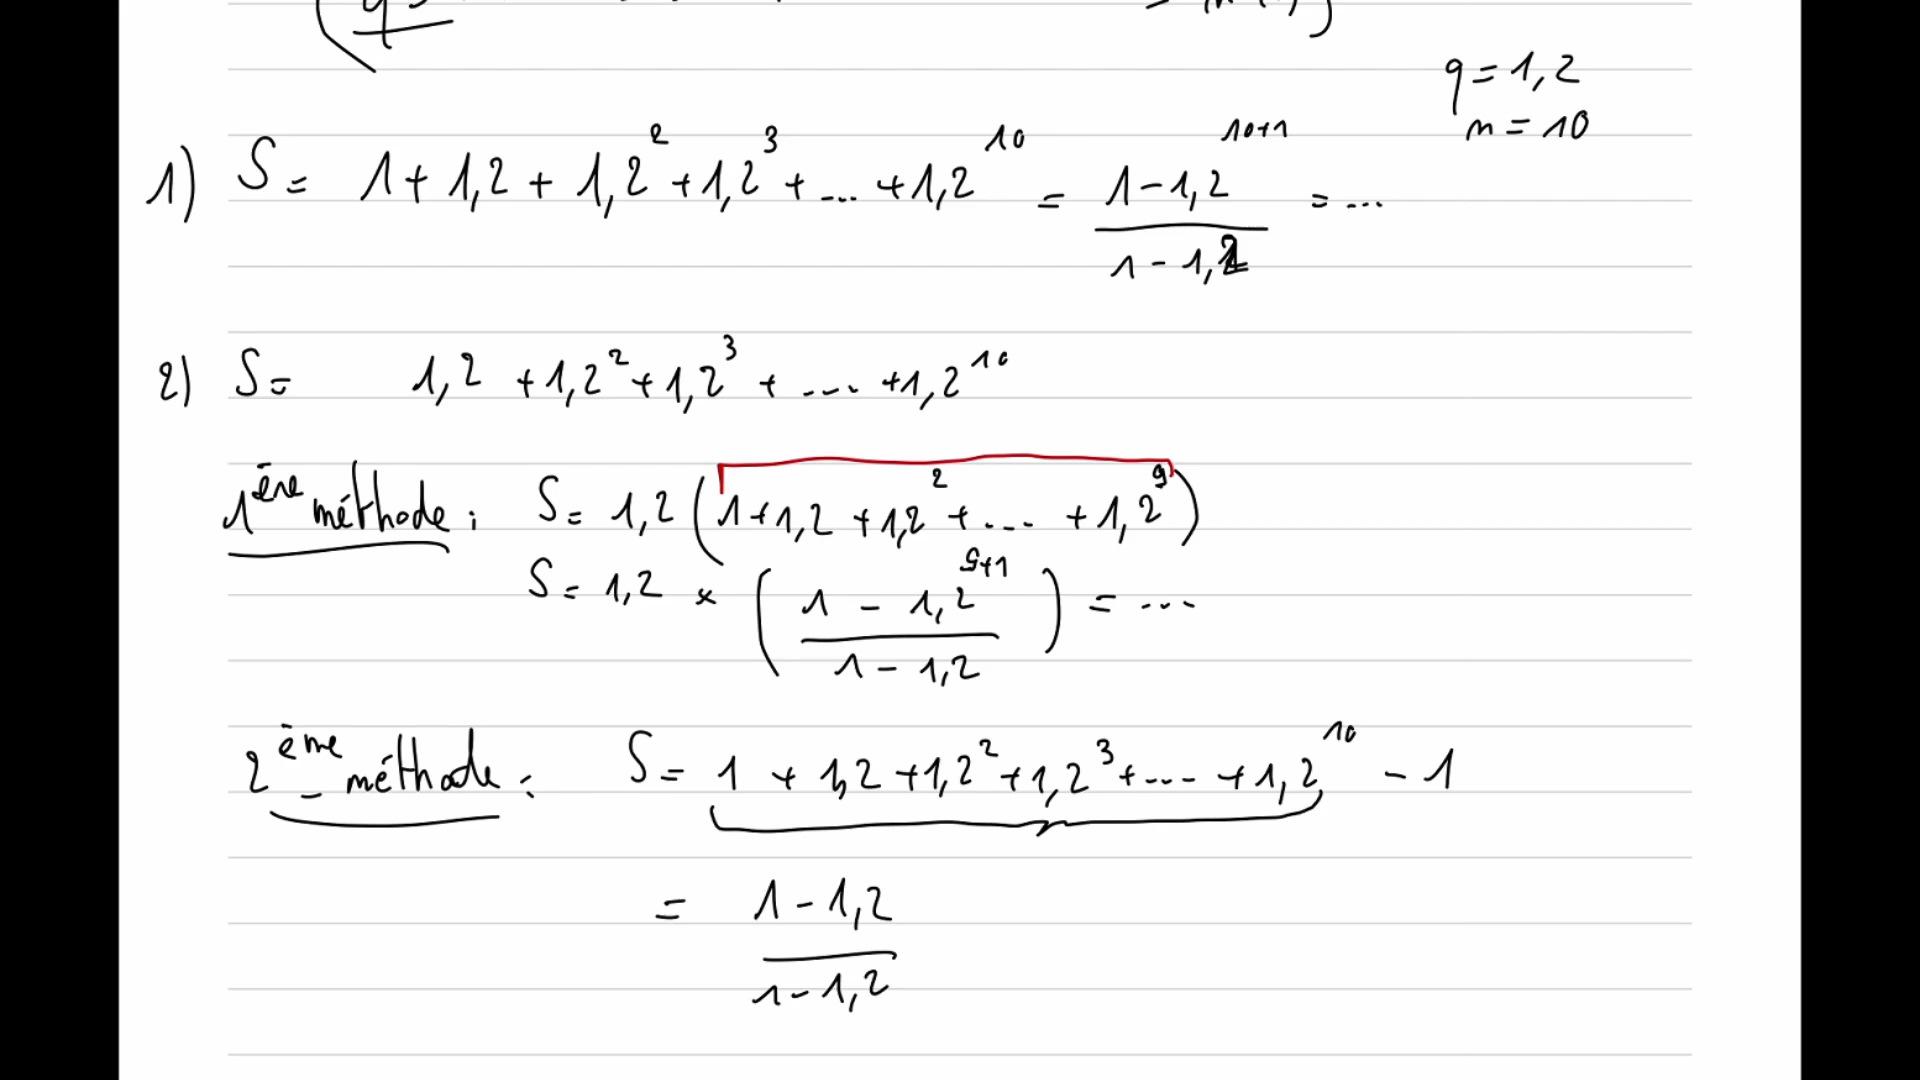 q = 1,2
n = 10
1) S = 1 + 1,2 + 1,2² + 1,2³ + ... + 1,2¹⁰ = (1 - 1,2¹⁰⁺¹) / (1 - 1,2) = ...
2) S = 1,2 + 1,2² + 1,2³ + .... + 1,2¹⁰
1ère méthode : S = 1,2 (1 + 1,2 + 1,2² + .... + 1,2⁹)
S = 1,2 × ( (1 - 1,2⁹⁺¹) / (1 - 1,2) ) = ...
2ème méthode : S = 1 + 1,2 + 1,2² + 1,2³ + .... + 1,2¹⁰ - 1
= (1 - 1,2) / (1 - 1,2)